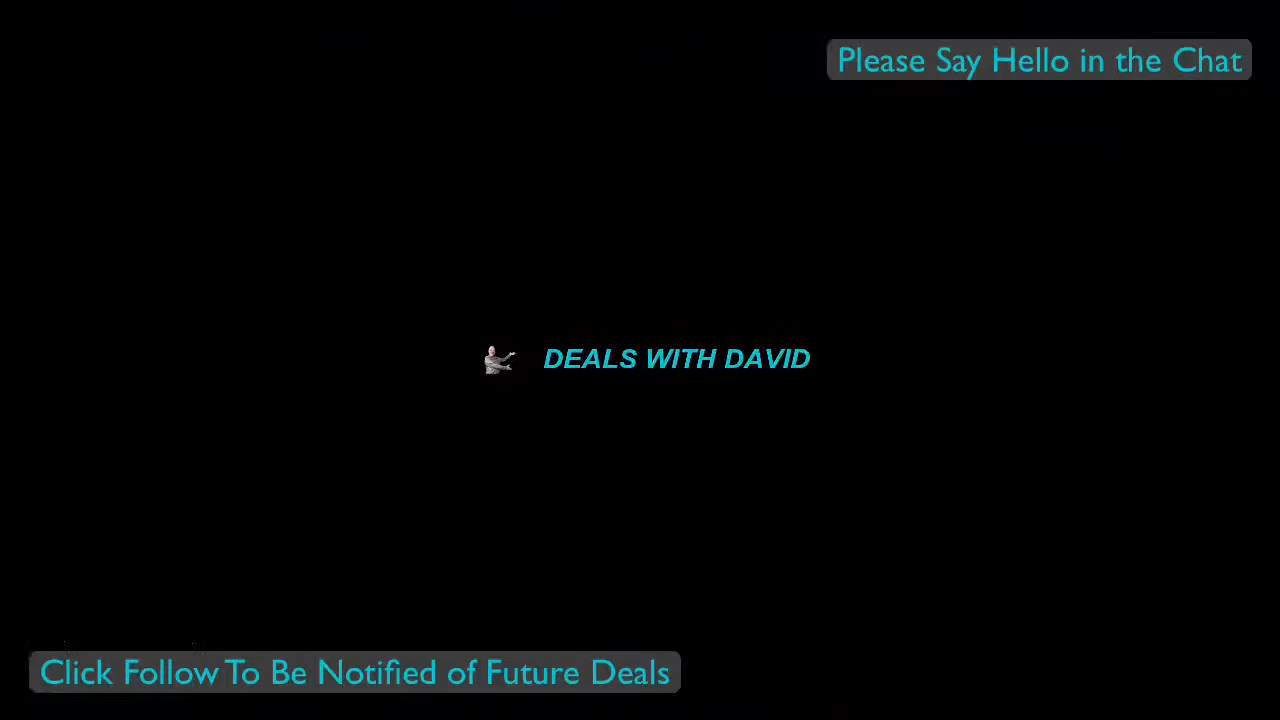 Please Say Hello in the Chat
DEALS WITH DAVID
Click Follow To Be Notified of Future Deals